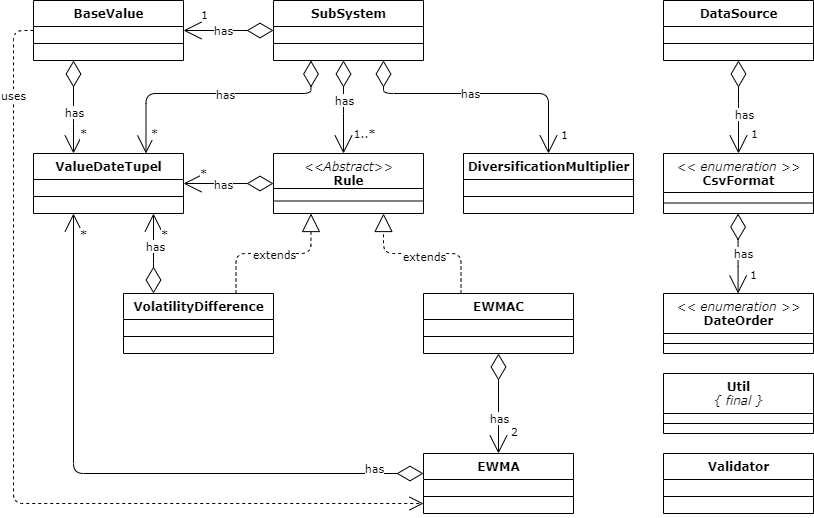 BaseValue
SubSystem
DataSource
1
has
uses
has
has
has
has
has
*
*
1..*
1
1
ValueDateTupel
<<Abstract>>
Rule
DiversificationMultiplier
<< enumeration >>
CsvFormat
*
has
*
*
has
extends
extends
has
1
VolatilityDifference
EWMAC
<< enumeration >>
DateOrder
Util
{ final }
has
2
has
EWMA
Validator